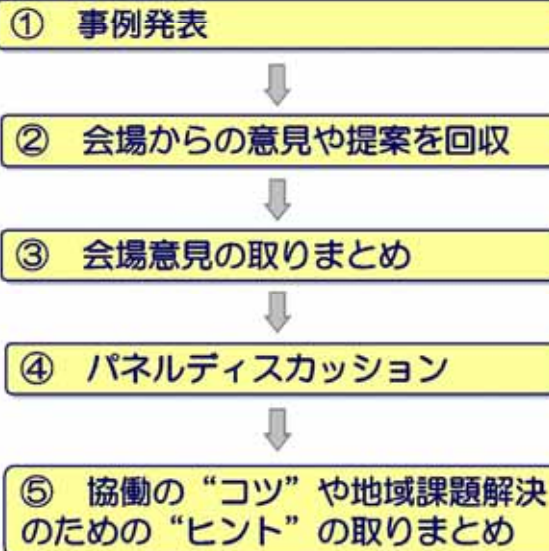 ① 事例発表
② 会場からの意見や提案を回収
③ 会場意見の取りまとめ
④ パネルディスカッション
⑤ 協働の“コツ”や地域課題解決
のための“ヒント”の取りまとめ